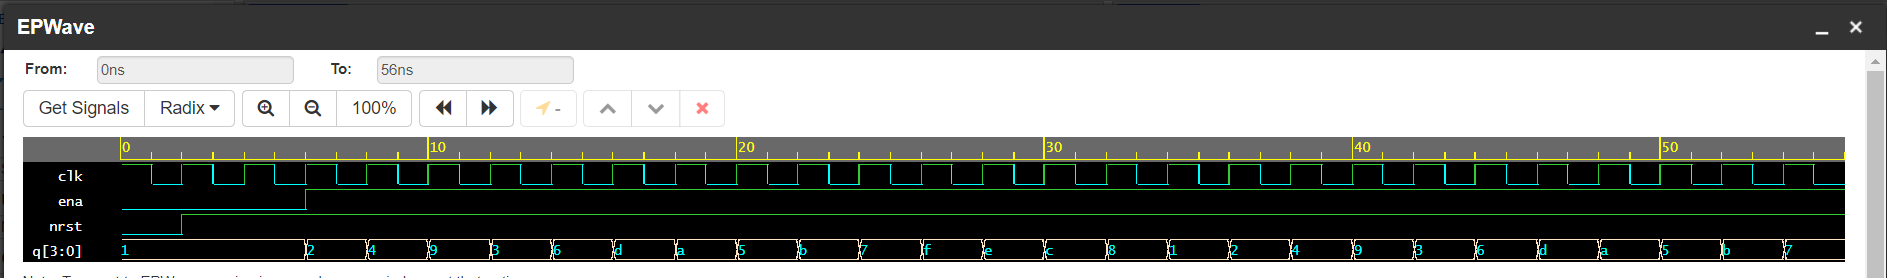 EPWave
From: 0ns To: 56ns
Get Signals Radix 100% -
0 10 20 30 40 50
clk
ena
nrst
q[3:0] 1 2 4 9 3 6 d a 5 b 7 f e c 8 1 2 4 9 3 6 d a 5 b 7